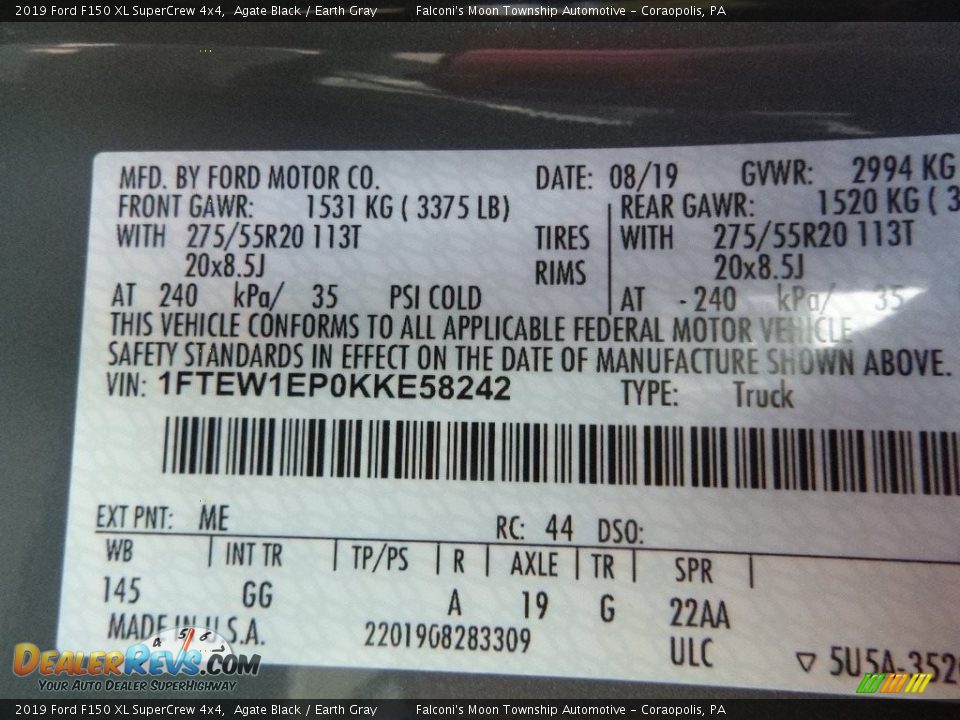 2019 Ford F150 XL SuperCrew 4x4, Agate Black / Earth Gray Falconi's Moon Township Automotive - Coraopolis, PA
MFD. BY FORD MOTOR CO. DATE: 08/19 GVWR: 2994 KG
FRONT GAWR: 1531 KG ( 3375 LB) REAR GAWR: 1520 KG ( 3
WITH 275/55R20 113T TIRES WITH 275/55R20 113T
20x8.5J RIMS 20x8.5J
AT 240 kPa/ 35 PSI COLD AT - 240 kPa/ 35
THIS VEHICLE CONFORMS TO ALL APPLICABLE FEDERAL MOTOR VEHICLE
SAFETY STANDARDS IN EFFECT ON THE DATE OF MANUFACTURE SHOWN ABOVE.
VIN: 1FTEW1EP0KKE58242 TYPE: Truck
EXT PNT: ME RC: 44 DSO:
WB INT TR TP/PS R AXLE TR SPR
145 GG A 19 G 22AA
MADE IN U.S.A. 2201908283309 ULC 5U5A-352
4 5 6
DEALERREVS.COM
YOUR AUTO DEALER SUPERHIGHWAY
2019 Ford F150 XL SuperCrew 4x4, Agate Black / Earth Gray Falconi's Moon Township Automotive - Coraopolis, PA